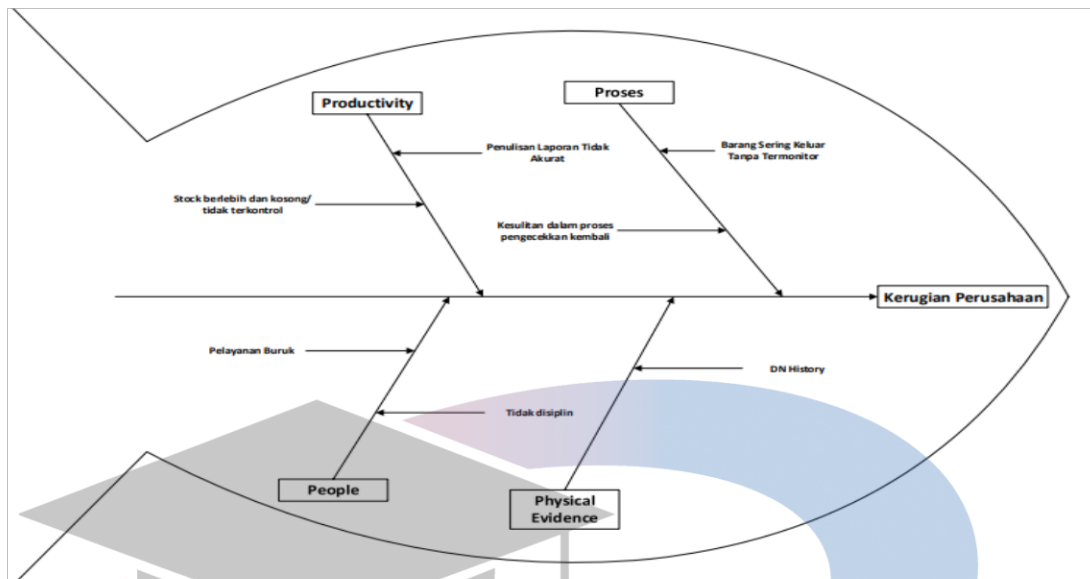 Productivity
Proses
Penulisan Laporan Tidak
Akurat
Barang Sering Keluar
Tanpa Termonitor
Stock berlebih dan kosong/
tidak terkontrol
Kesulitan dalam proses
pengecekkan kembali
Kerugian Perusahaan
Pelayanan Buruk
DN History
Tidak disiplin
People
Physical
Evidence